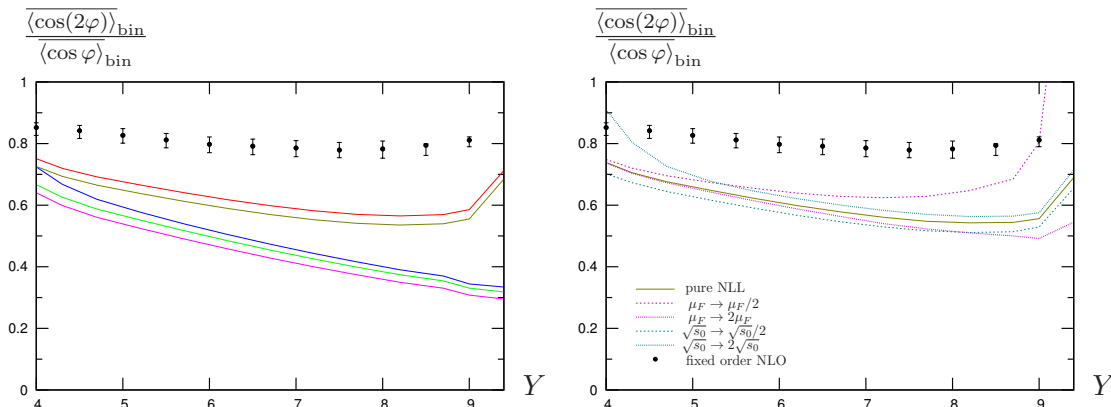 ⟨cos(2φ)⟩bin
⟨cos φ⟩bin
1
0.8
0.6
0.4
0.2
0
4
5
6
7
8
9
Y
⟨cos(2φ)⟩bin
⟨cos φ⟩bin
1
0.8
0.6
0.4
0.2
0
pure NLL
μF → μF/2
μF → 2μF
√s0 → √s0/2
√s0 → 2√s0
fixed order NLO
4
5
6
7
8
9
Y